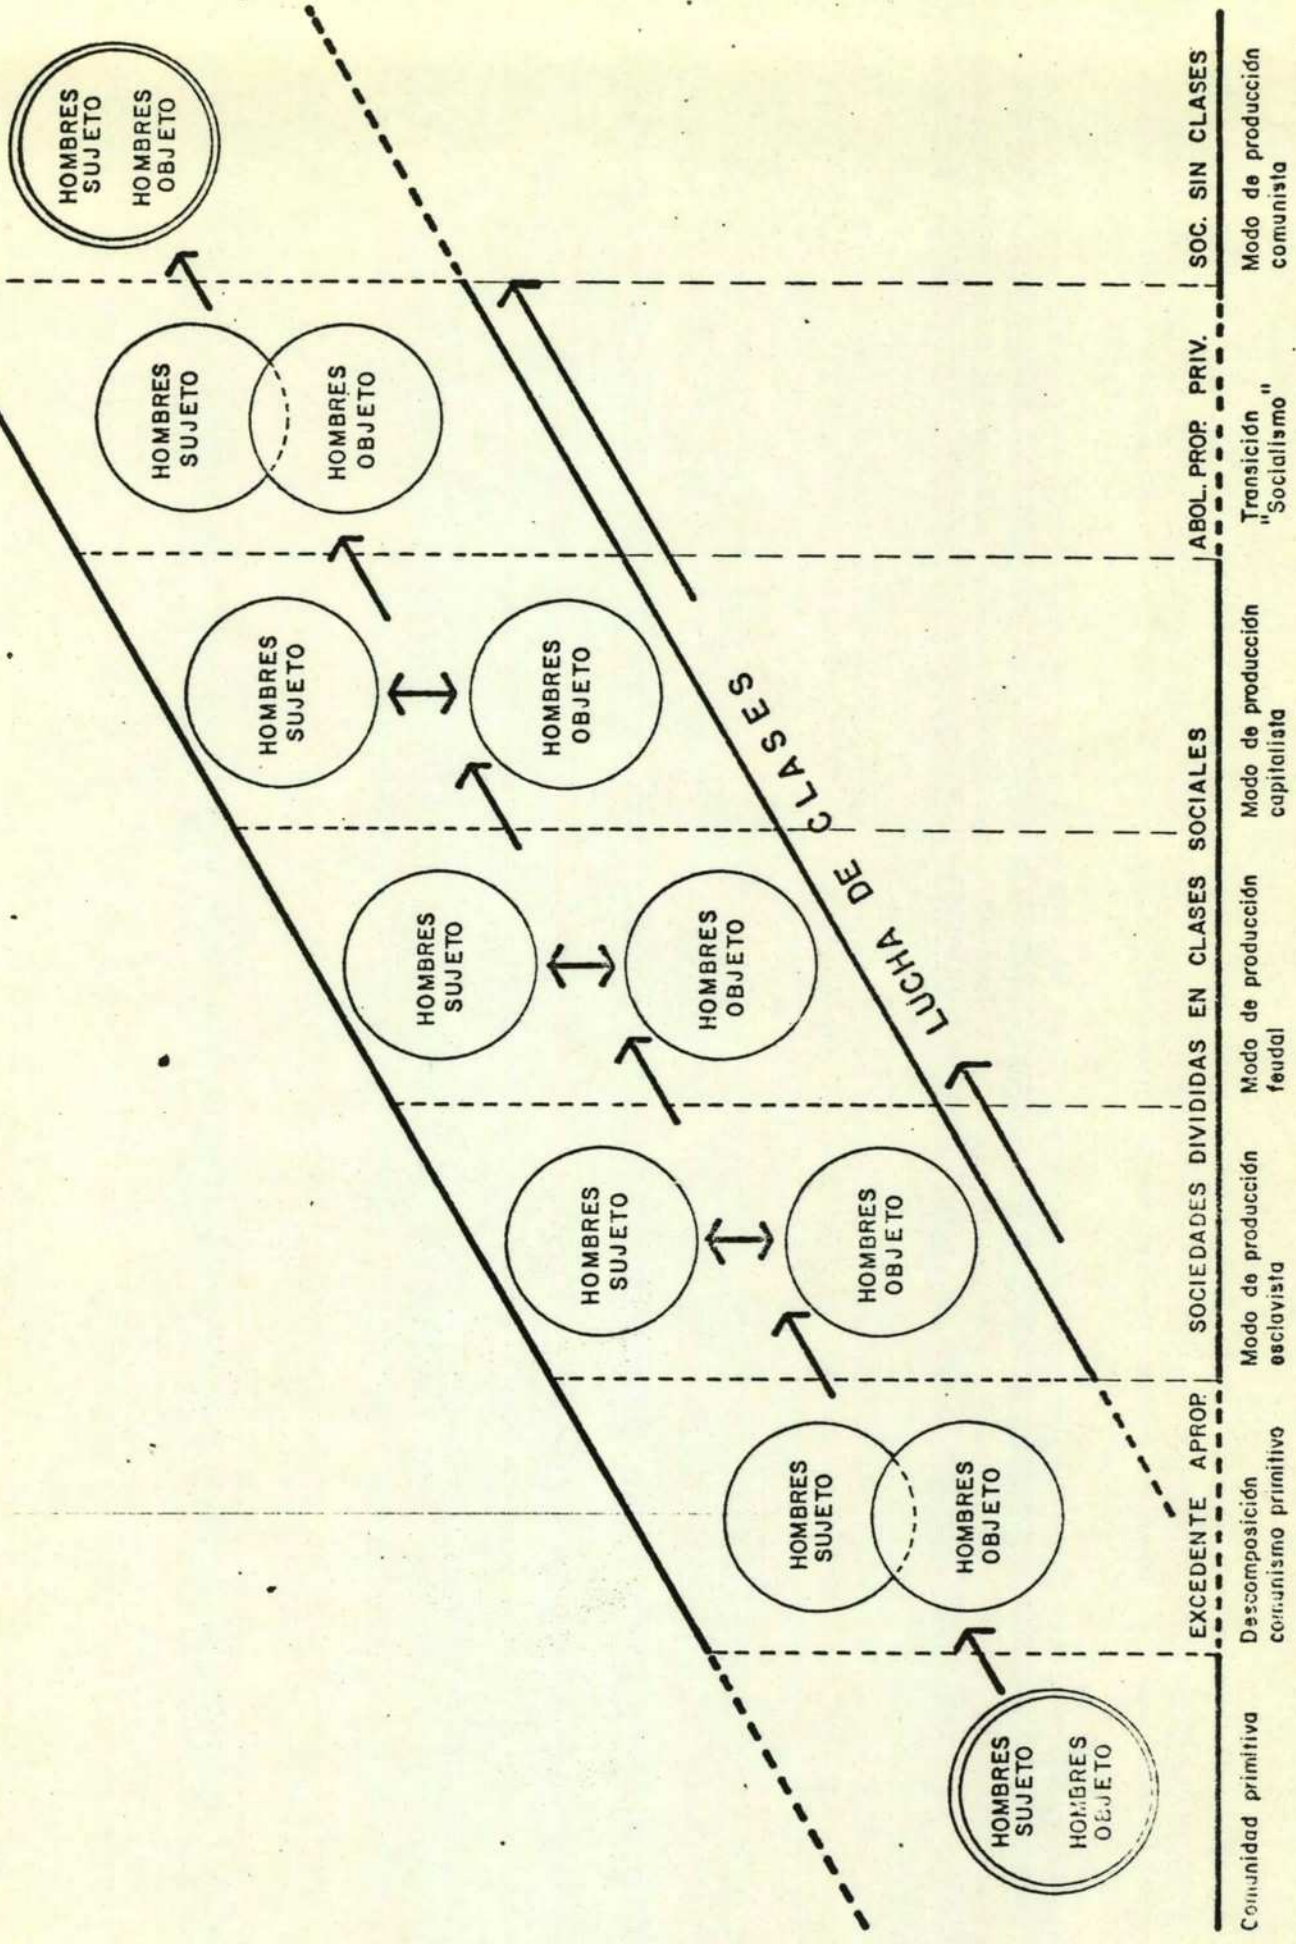 HOMBRES
SUJETO
HOMBRES
OBJETO
HOMBRES
SUJETO
HOMBRES
OBJETO
HOMBRES
SUJETO
HOMBRES
OBJETO
HOMBRES
SUJETO
HOMBRES
OBJETO
HOMBRES
SUJETO
HOMBRES
OBJETO
HOMBRES
SUJETO
HOMBRES
OBJETO
HOMBRES
SUJETO
HOMBRES
OBJETO
LUCHA DE CLASES
EXCEDENTE APROP.
SOCIEDADES DIVIDIDAS EN CLASES SOCIALES
ABOL. PROP. PRIV.
SOC. SIN CLASES
Comunidad primitiva
Descomposición
comunismo primitivo
Modo de producción
esclavista
Modo de producción
feudal
Modo de producción
capitalista
Transición
"Socialismo"
Modo de producción
comunista